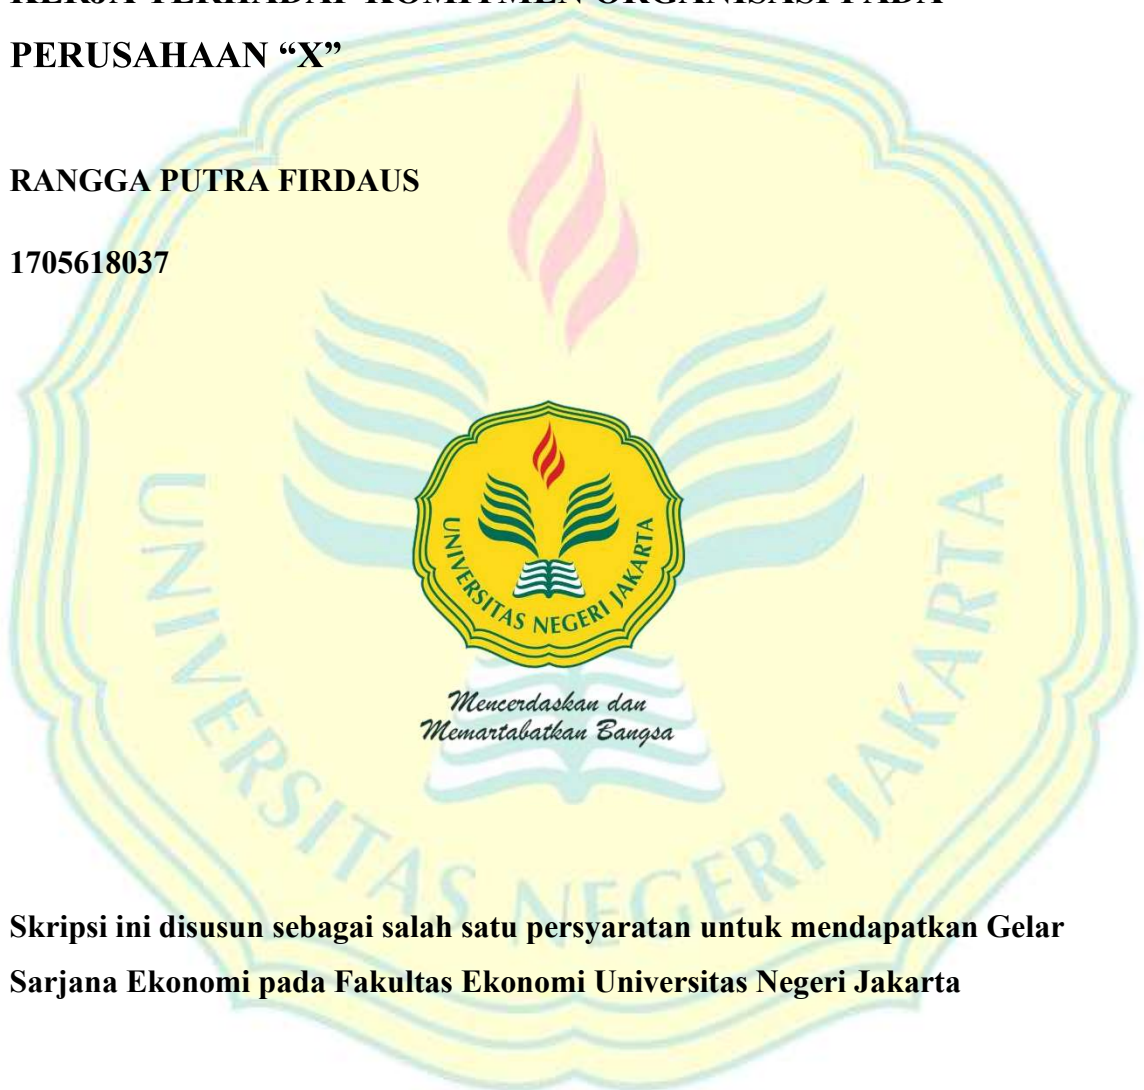 KERJA TERHADAP KOMITMEN ORGANISASI PADA
PERUSAHAAN “X”
RANGGA PUTRA FIRDAUS
1705618037
UNIVERSITAS NEGERI JAKARTA
UNIVERSITAS NEGERI JAKARTA
Mencerdaskan dan
Memartabatkan Bangsa
Skripsi ini disusun sebagai salah satu persyaratan untuk mendapatkan Gelar
Sarjana Ekonomi pada Fakultas Ekonomi Universitas Negeri Jakarta